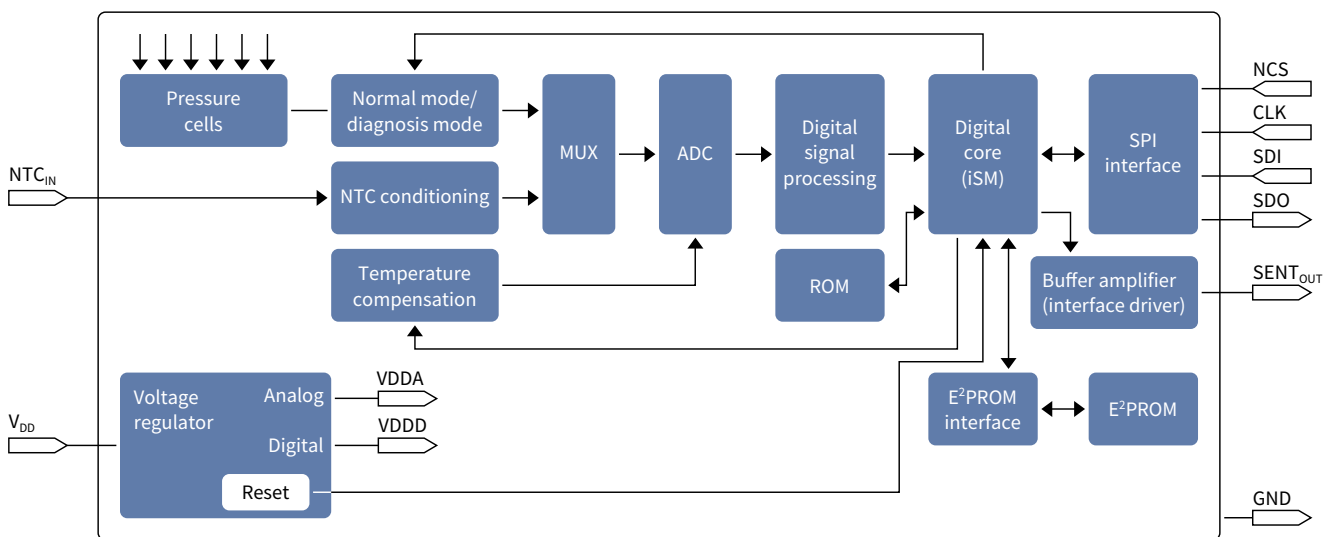 Pressure
cells
Normal mode/
diagnosis mode
MUX
ADC
Digital
signal
processing
Digital
core
(iSM)
SPI
interface
NCS
CLK
SDI
SDO
NTC_IN
NTC conditioning
Temperature
compensation
ROM
Buffer amplifier
(interface driver)
SENT_OUT
V_DD
Voltage
regulator
Analog
Digital
Reset
VDDA
VDDD
E²PROM
interface
E²PROM
GND